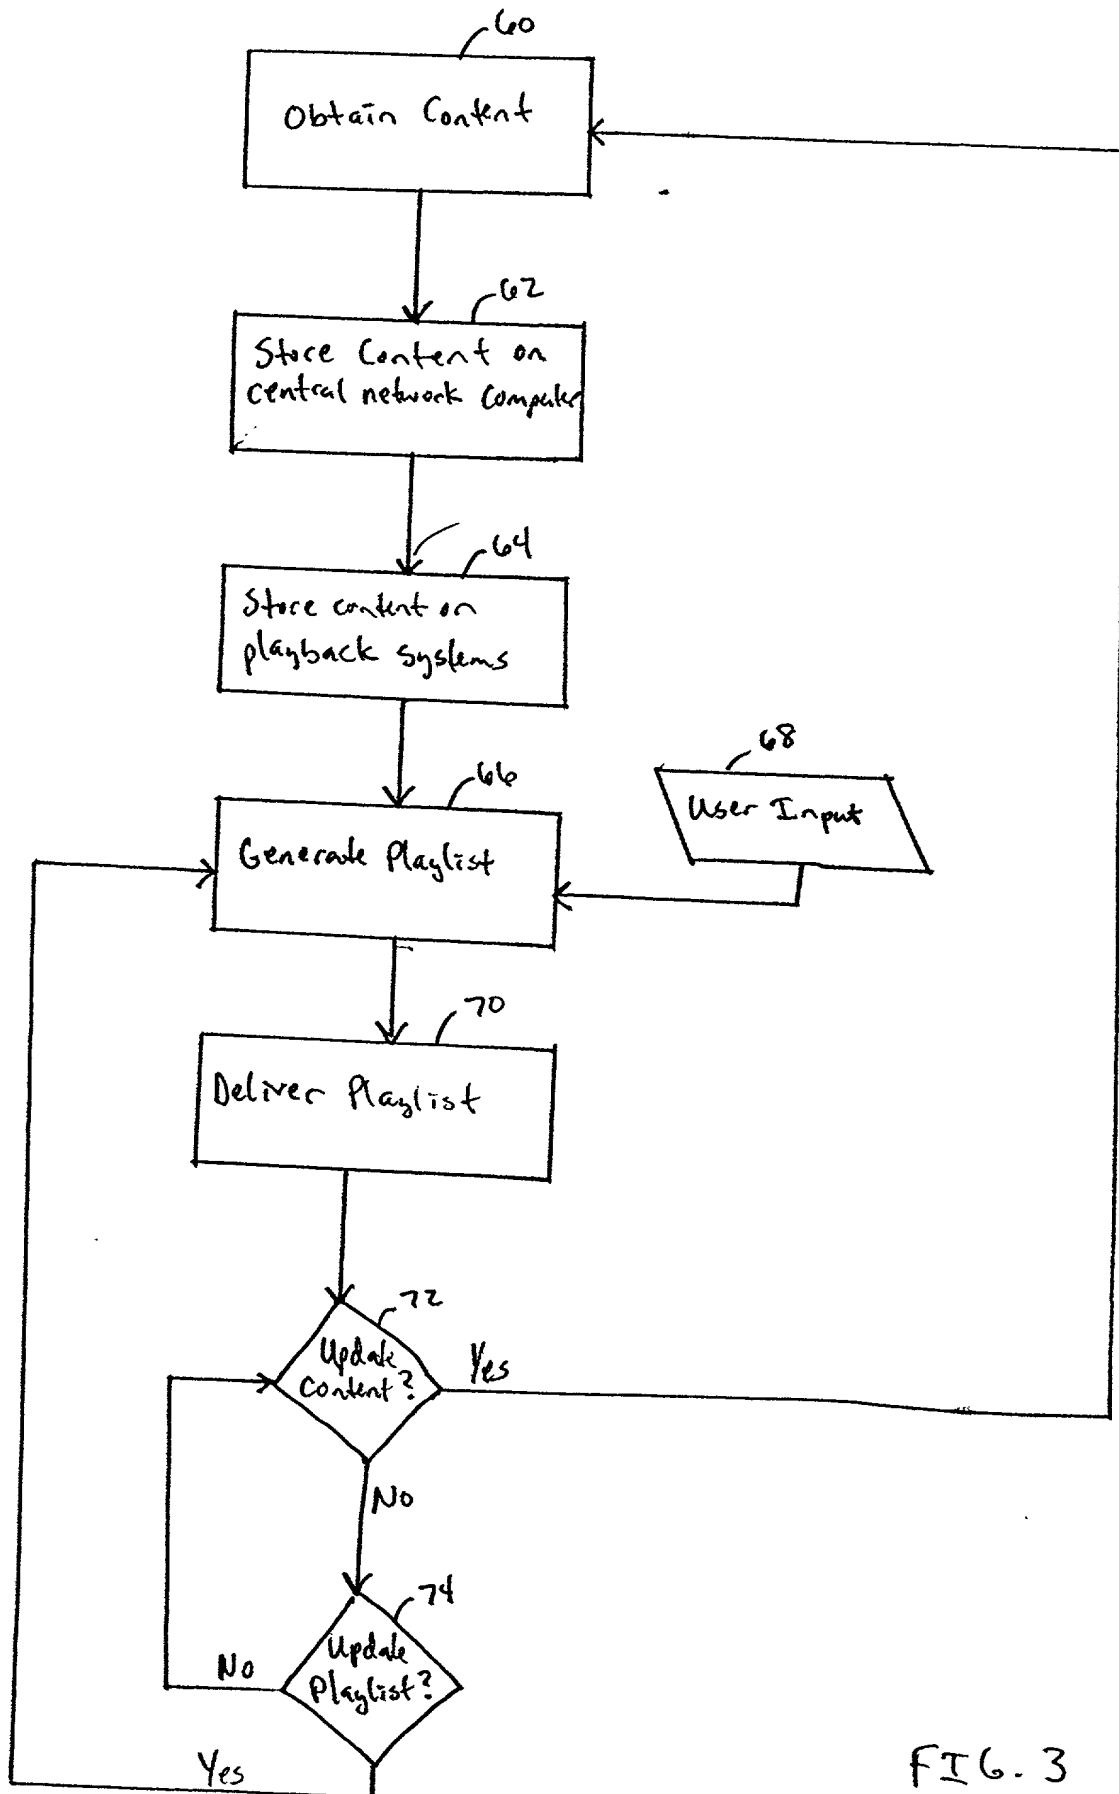 60
Obtain Content
62
Store Content on
central network computer
64
Store content on
playback systems
66
Generate Playlist
68
User Input
70
Deliver Playlist
72
Update
Content?
Yes
No
74
Update
Playlist?
No
Yes
FIG. 3